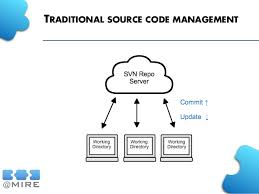 TRADITIONAL SOURCE CODE MANAGEMENT
SVN Repo
Server
Commit ↑
Update ↓
Working
Directory
Working
Directory
Working
Directory
@MIRE